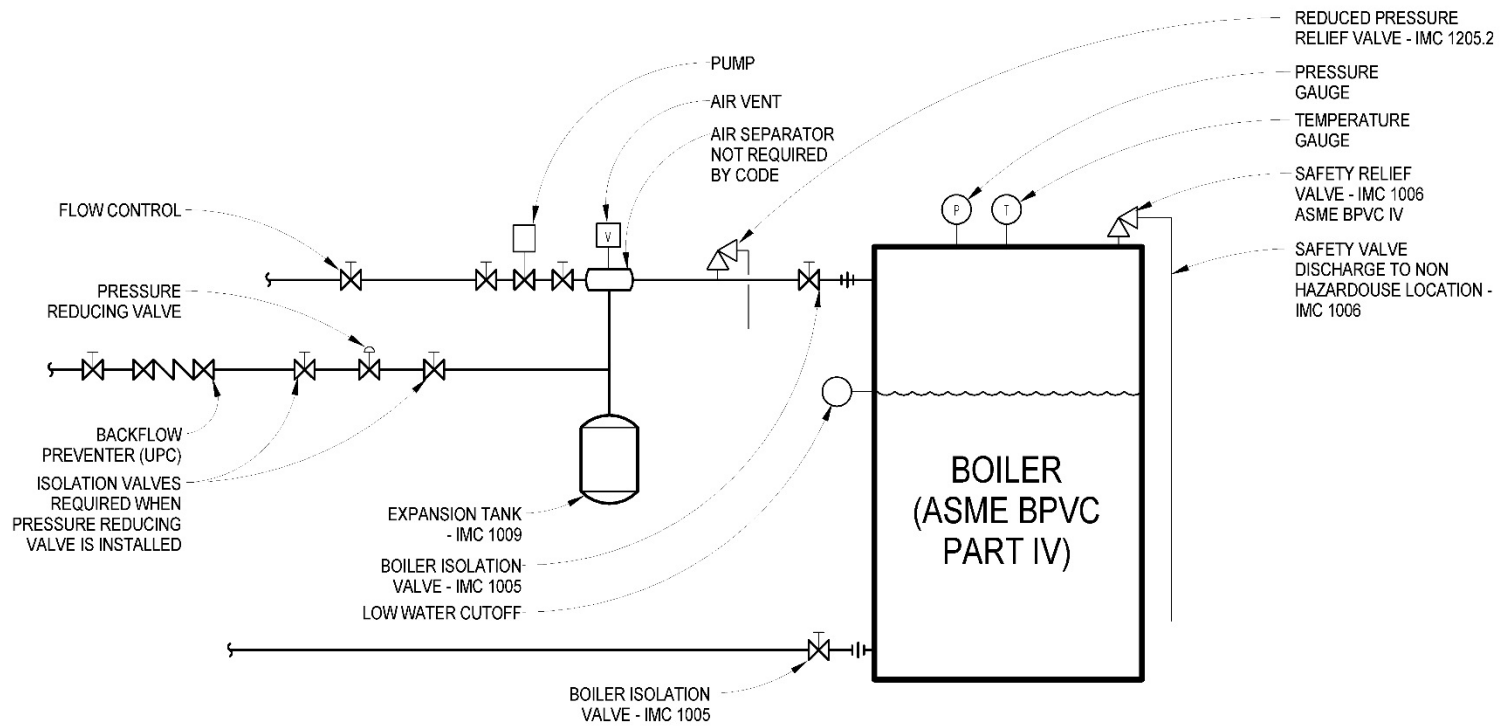 REDUCED PRESSURE
RELIEF VALVE - IMC 1205.2
PUMP
PRESSURE
GAUGE
AIR VENT
TEMPERATURE
GAUGE
AIR SEPARATOR
NOT REQUIRED
BY CODE
SAFETY RELIEF
VALVE - IMC 1006
ASME BPVC IV
FLOW CONTROL
P
T
V
SAFETY VALVE
DISCHARGE TO NON
HAZARDOUSE LOCATION -
IMC 1006
PRESSURE
REDUCING VALVE
BACKFLOW
PREVENTER (UPC)
ISOLATION VALVES
REQUIRED WHEN
PRESSURE REDUCING
VALVE IS INSTALLED
EXPANSION TANK
- IMC 1009
BOILER ISOLATION
VALVE - IMC 1005
LOW WATER CUTOFF
BOILER
(ASME BPVC
PART IV)
BOILER ISOLATION
VALVE - IMC 1005